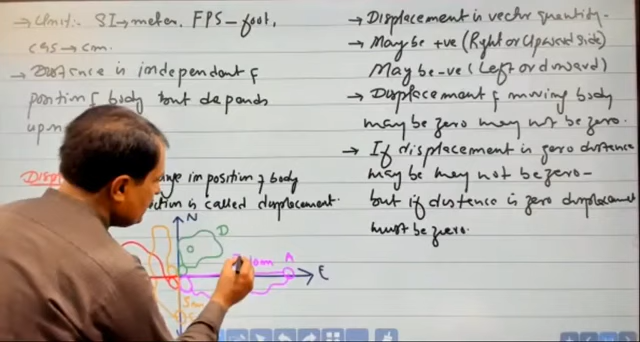 → Unit:- SI → meter. FPS - foot.
CGS → cm.
→ Distance is independent of
position of body but depends
upon
change in position of body
is called displacement.
N
D
10m A
E
5m
→ Displacement is vector quantity-
→ May be +ve (Right or Upward side)
May be -ve (Left or dnward)
→ Displacement of moving body
may be zero may not be zero.
→ If displacement is zero distance
may be may not be zero-
but if distance is zero displacement
must be zero.